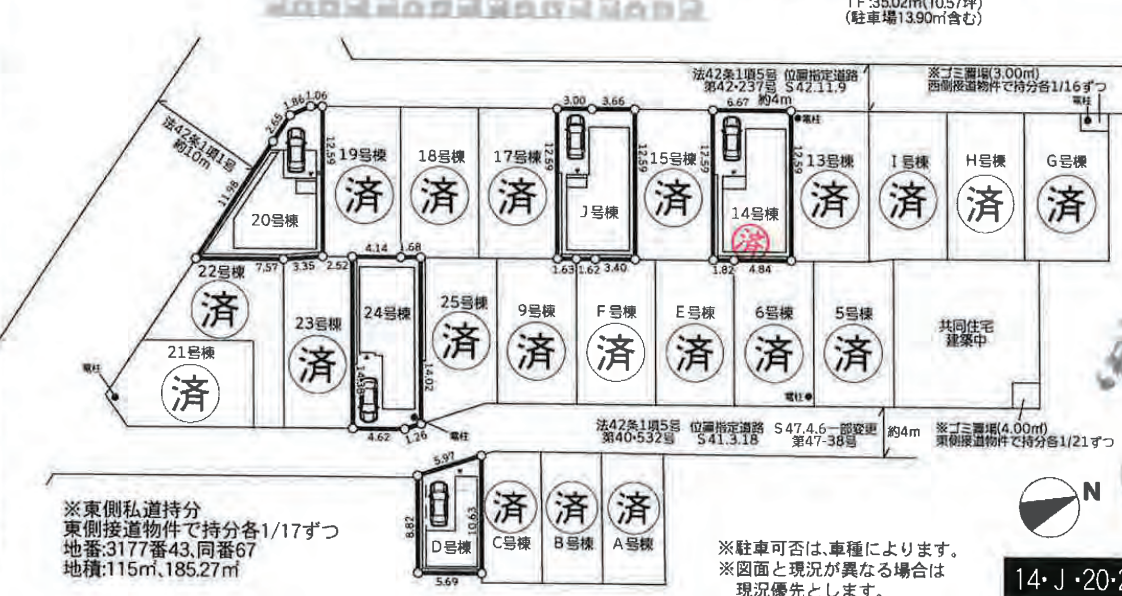 1F:35.02㎡(10.57坪)
(駐車場13.90㎡含む)
法42条1項5号 位置指定道路
第42-237号 S42.11.9
約4m
※ゴミ置場(3.00㎡)
西側接道物件で持分各1/16ずつ
電柱
法42条1項1号
約10m
2.65
1.86
1.06
12.59
11.98
20号棟
19号棟
済
18号棟
済
17号棟
済
3.00
3.66
12.59
12.59
J号棟
15号棟
済
6.67
電柱
12.59
12.59
14号棟
済
13号棟
済
I号棟
済
H号棟
済
G号棟
済
7.57
3.35
2.52
4.14
1.68
1.63
1.62
3.40
1.82
4.84
22号棟
済
21号棟
済
電柱
23号棟
済
24号棟
14.02
4.62
1.26
電柱
25号棟
済
9号棟
済
F号棟
済
E号棟
済
6号棟
済
電柱
5号棟
済
共同住宅
建築中
法42条1項5号 位置指定道路 S47.4.6一部変更
第40-532号 S41.3.18 第47-38号
約4m
※ゴミ置場(4.00㎡)
東側接道物件で持分各1/21ずつ
5.97
8.82
10.63
D号棟
5.69
済
C号棟
済
B号棟
済
A号棟
N
※東側私道持分
東側接道物件で持分各1/17ずつ
地番:3177番43,同番67
地積:115㎡,185.27㎡
※駐車可否は、車種によります。
※図面と現況が異なる場合は
現況優先とします。
14・J・20・2